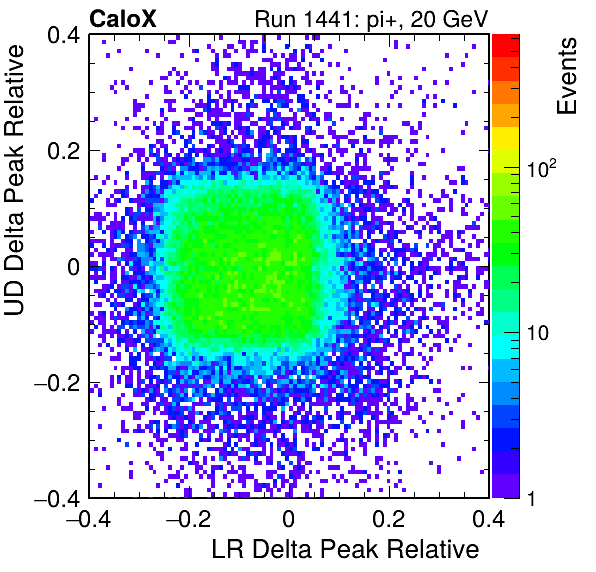 CaloX Run 1441: pi+, 20 GeV
UD Delta Peak Relative
0.4
0.2
0
−0.2
−0.4
−0.4 −0.2 0 0.2 0.4
LR Delta Peak Relative
Events
10²
10
1